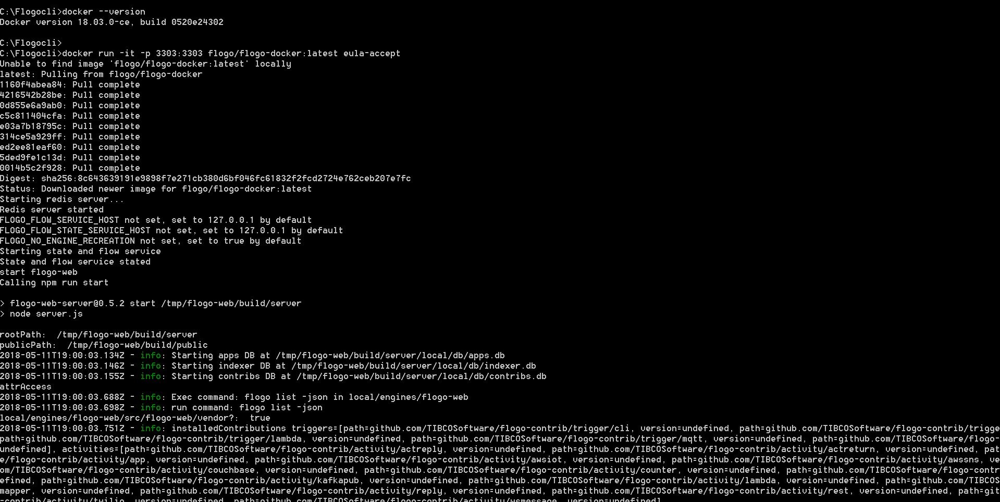 C:\Flogocli>docker --version
Docker version 18.03.0-ce, build 0520e24302
C:\Flogocli>
C:\Flogocli>docker run -it -p 3303:3303 flogo/flogo-docker:latest eula-accept
Unable to find image 'flogo/flogo-docker:latest' locally
latest: Pulling from flogo/flogo-docker
1160f4abea84: Pull complete
4216542b28be: Pull complete
0d855e6a9ab0: Pull complete
c5c811404cfa: Pull complete
e03a7b18795c: Pull complete
314ce5a929ff: Pull complete
ed2ee81eaf60: Pull complete
5ded9fe1c13d: Pull complete
0014b5c2f928: Pull complete
Digest: sha256:8c643639191e9898f7e271cb380d6bf046fc61832f2fcd2724e762ceb207e7fc
Status: Downloaded newer image for flogo/flogo-docker:latest
Starting redis server...
Redis server started
FLOGO_FLOW_SERVICE_HOST not set, set to 127.0.0.1 by default
FLOGO_FLOW_STATE_SERVICE_HOST not set, set to 127.0.0.1 by default
FLOGO_NO_ENGINE_RECREATION not set, set to true by default
Starting state and flow service
State and flow service stated
start flogo-web
Calling npm run start
> flogo-web-server@0.5.2 start /tmp/flogo-web/build/server
> node server.js
rootPath:  /tmp/flogo-web/build/server
publicPath:  /tmp/flogo-web/build/public
2018-05-11T19:00:03.134Z - info: Starting apps DB at /tmp/flogo-web/build/server/local/db/apps.db
2018-05-11T19:00:03.146Z - info: Starting indexer DB at /tmp/flogo-web/build/server/local/db/indexer.db
2018-05-11T19:00:03.155Z - info: Starting contribs DB at /tmp/flogo-web/build/server/local/db/contribs.db
attrAccess
2018-05-11T19:00:03.688Z - info: Exec command: flogo list -json in local/engines/flogo-web
2018-05-11T19:00:03.698Z - info: run command: flogo list -json
local/engines/flogo-web/src/flogo-web/vendor?:  true
2018-05-11T19:00:03.751Z - info: installedContributions triggers=[path=github.com/TIBCOSoftware/flogo-contrib/trigger/cli, version=undefined, path=github.com/TIBCOSoftware/flogo-contrib/trigge
path=github.com/TIBCOSoftware/flogo-contrib/trigger/lambda, version=undefined, path=github.com/TIBCOSoftware/flogo-contrib/trigger/mqtt, version=undefined, path=github.com/TIBCOSoftware/flogo-
undefined], activities=[path=github.com/TIBCOSoftware/flogo-contrib/activity/actreply, version=undefined, path=github.com/TIBCOSoftware/flogo-contrib/activity/actreturn, version=undefined, pat
e/flogo-contrib/activity/app, version=undefined, path=github.com/TIBCOSoftware/flogo-contrib/activity/awsiot, version=undefined, path=github.com/TIBCOSoftware/flogo-contrib/activity/awssns, ve
om/TIBCOSoftware/flogo-contrib/activity/couchbase, version=undefined, path=github.com/TIBCOSoftware/flogo-contrib/activity/counter, version=undefined, path=github.com/TIBCOSoftware/flogo-contr
efined, path=github.com/TIBCOSoftware/flogo-contrib/activity/kafkapub, version=undefined, path=github.com/TIBCOSoftware/flogo-contrib/activity/lambda, version=undefined, path=github.com/TIBCOS
mapper, version=undefined, path=github.com/TIBCOSoftware/flogo-contrib/activity/reply, version=undefined, path=github.com/TIBCOSoftware/flogo-contrib/activity/rest, version=undefined, path=git
-contrib/activity/twilio, version=undefined, path=github.com/TIBCOSoftware/flogo-contrib/activity/wsmessage, version=undefined]